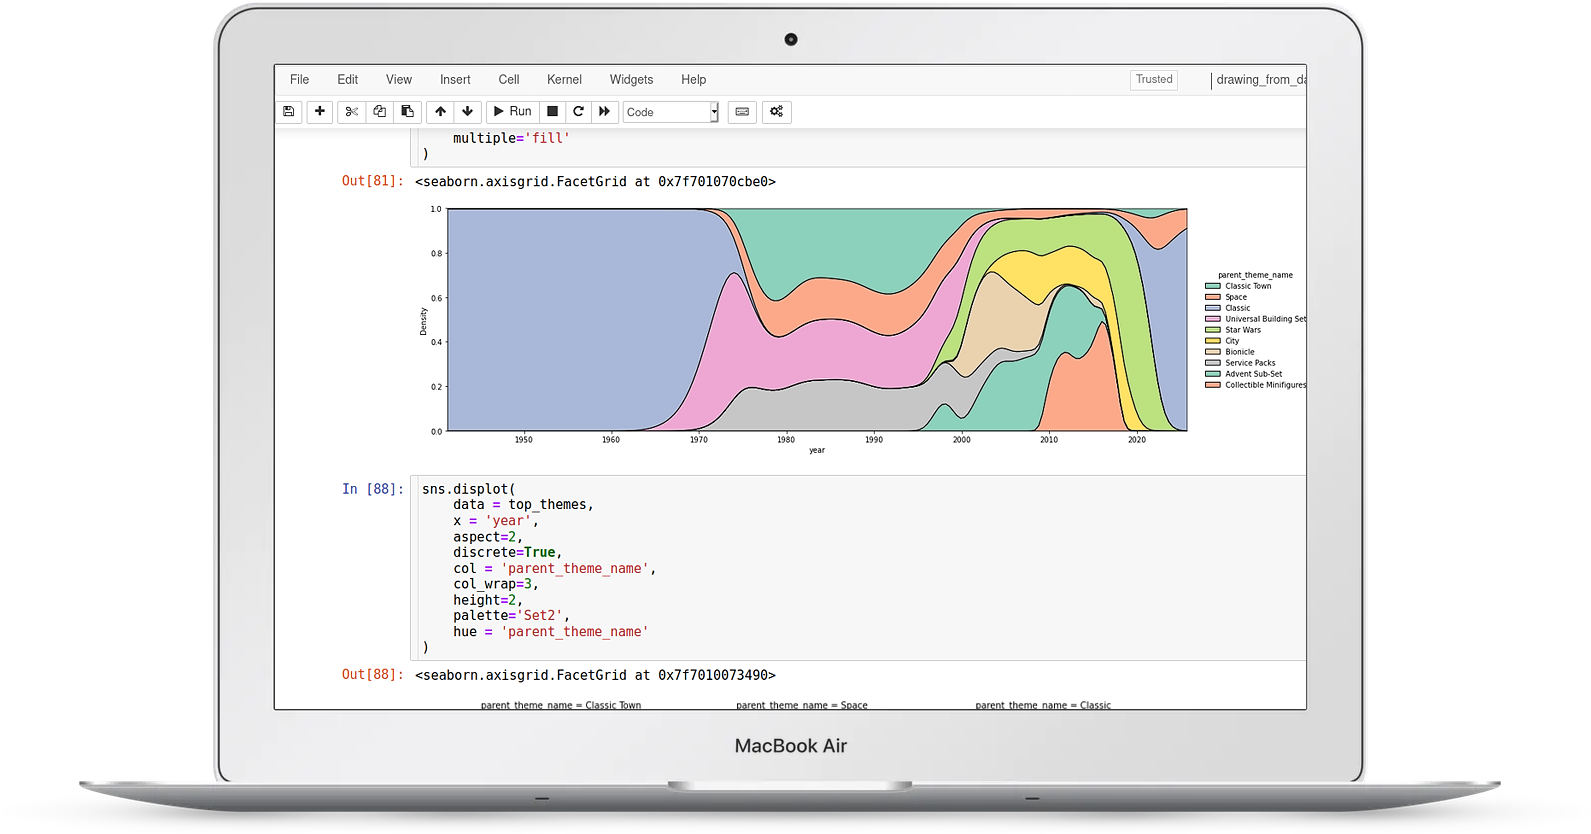 File Edit View Insert Cell Kernel Widgets Help Trusted drawing_from_da
Run Code
multiple='fill'
)
Out[81]: <seaborn.axisgrid.FacetGrid at 0x7f701070cbe0>
1.0
0.8
0.6
0.4
0.2
0.0
Density
1950 1960 1970 1980 1990 2000 2010 2020
year
parent_theme_name
Classic Town
Space
Classic
Universal Building Set
Star Wars
City
Bionicle
Service Packs
Advent Sub-Set
Collectible Minifigures
In [88]: sns.displot(
data = top_themes,
x = 'year',
aspect=2,
discrete=True,
col = 'parent_theme_name',
col_wrap=3,
height=2,
palette='Set2',
hue = 'parent_theme_name'
)
Out[88]: <seaborn.axisgrid.FacetGrid at 0x7f7010073490>
parent_theme_name = Classic Town parent_theme_name = Space parent_theme_name = Classic
MacBook Air